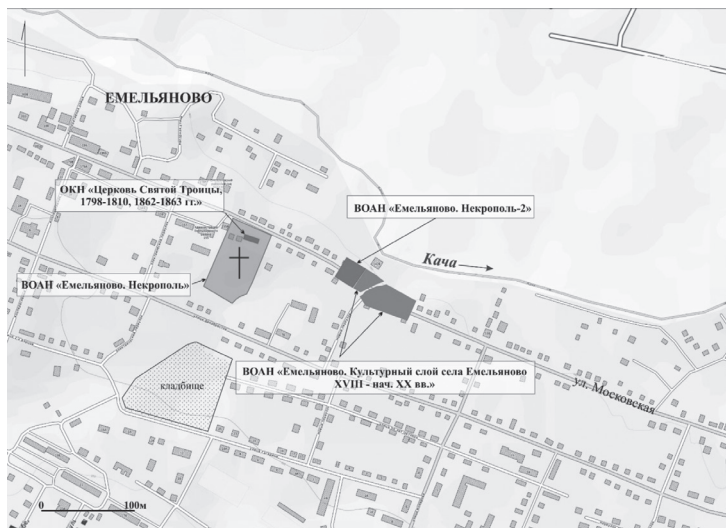 ЕМЕЛЬЯНОВО
ОКН «Церковь Святой Троицы,
1798-1810, 1862-1863 гг.»
ВОАН «Емельяново. Некрополь-2»
Кача
ВОАН «Емельяново. Некрополь»
ВОАН «Емельяново. Культурный слой села Емельяново
XVIII - нач. XX вв.»
кладбище
ул. Московская
0 100м